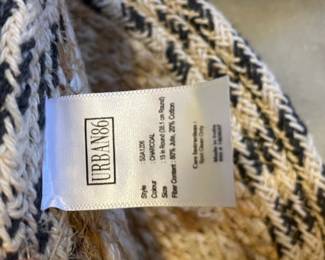 URBAN86
Style : SGA1226
Colour : CHARCOAL
Size : 15 in Round (38.1 cm Round)
Fiber Content : 80% Jute, 20% Cotton
Care Instructions :
Spot Clean Only